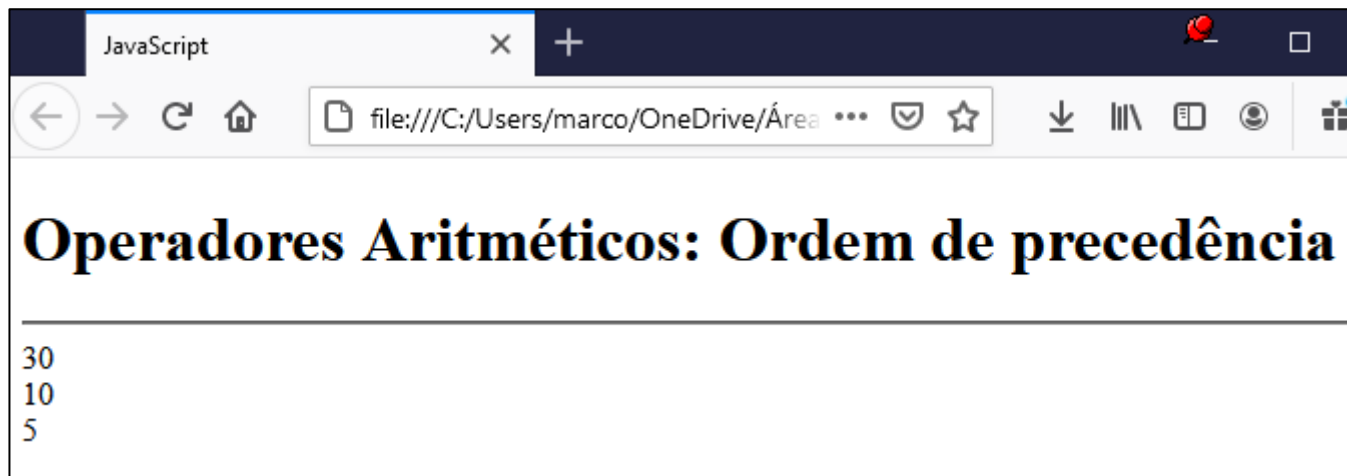 JavaScript
file:///C:/Users/marco/OneDrive/Área
Operadores Aritméticos: Ordem de precedência
30
10
5